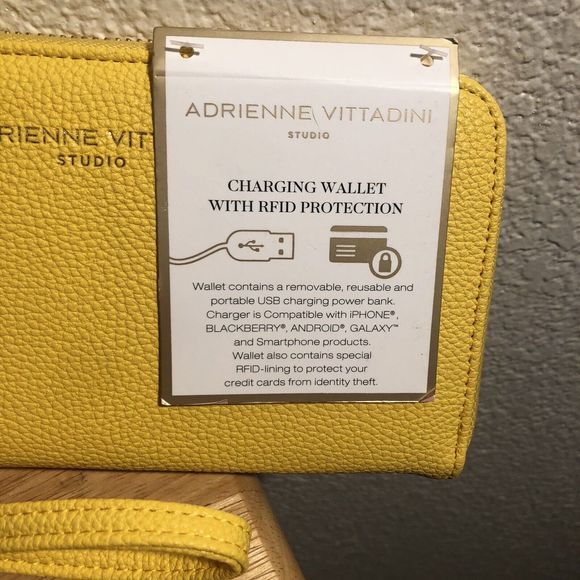 ADRIENNE VITTADINI
STUDIO
CHARGING WALLET
WITH RFID PROTECTION
Wallet contains a removable, reusable and
portable USB charging power bank.
Charger is Compatible with iPHONE®,
BLACKBERRY®, ANDROID®, GALAXY™
and Smartphone products.
Wallet also contains special
RFID-lining to protect your
credit cards from identity theft.
RIENNE VIT
STUDIO